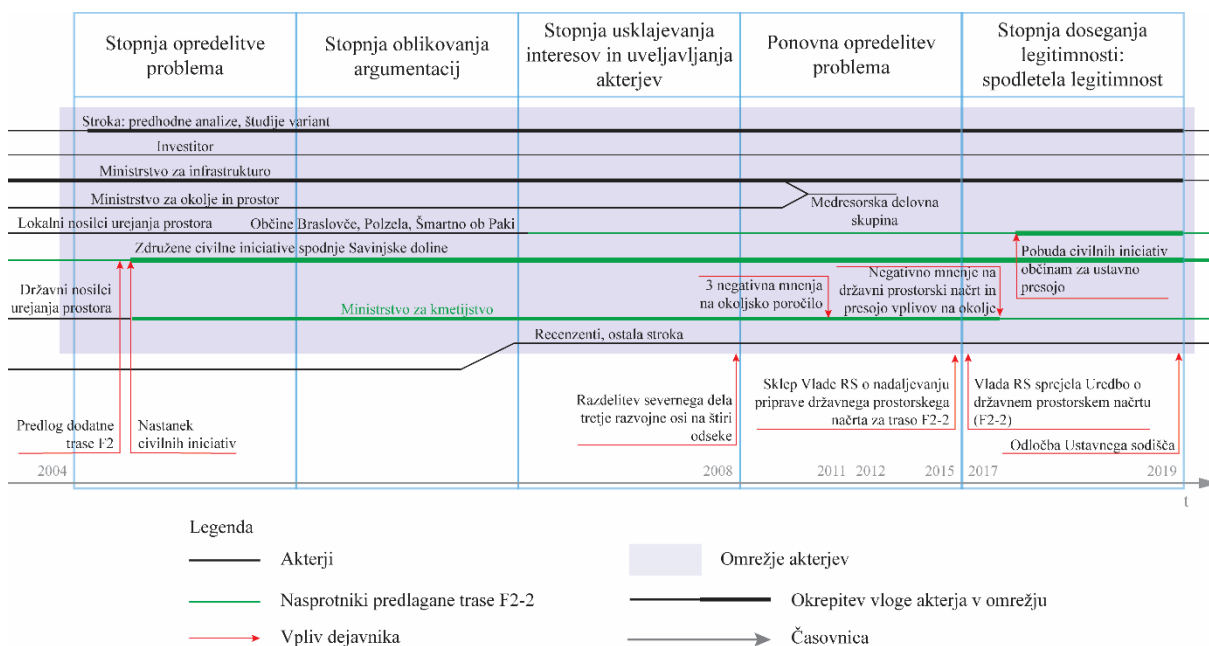 Stopnja opredelitve
problema
Stopnja oblikovanja
argumentacij
Stopnja usklajevanja
interesov in uveljavljanja
akterjev
Ponovna opredelitev
problema
Stopnja doseganja
legitimnosti:
spodletela legitimnost
Stroka: predhodne analize, študije variant
Investitor
Ministrstvo za infrastrukturo
Ministrstvo za okolje in prostor
Medresorska delovna
skupina
Lokalni nosilci urejanja prostora
Občine Braslovče, Polzela, Šmartno ob Paki
Združene civilne iniciative spodnje Savinjske doline
Pobuda civilnih iniciativ
občinam za ustavno
presojo
Državni nosilci
urejanja prostora
Ministrstvo za kmetijstvo
3 negativna mnenja
na okoljsko poročilo
Negativno mnenje na
državni prostorski načrt in
presojo vplivov na okolje
Recenzenti, ostala stroka
Predlog dodatne
trase F2
Nastanek
civilnih iniciativ
Razdelitev severnega dela
tretje razvojne osi na štiri
odseke
Sklep Vlade RS o nadaljevanju
priprave državnega prostorskega
načrta za traso F2-2
Vlada RS sprejela Uredbo o
državnem prostorskem načrtu
(F2-2)
Odločba Ustavnega sodišča
2004
2008
2011
2012
2015
2017
2019
t
Legenda
Akterji
Omrežje akterjev
Nasprotniki predlagane trase F2-2
Okrepitev vloge akterja v omrežju
Vpliv dejavnika
Časovnica